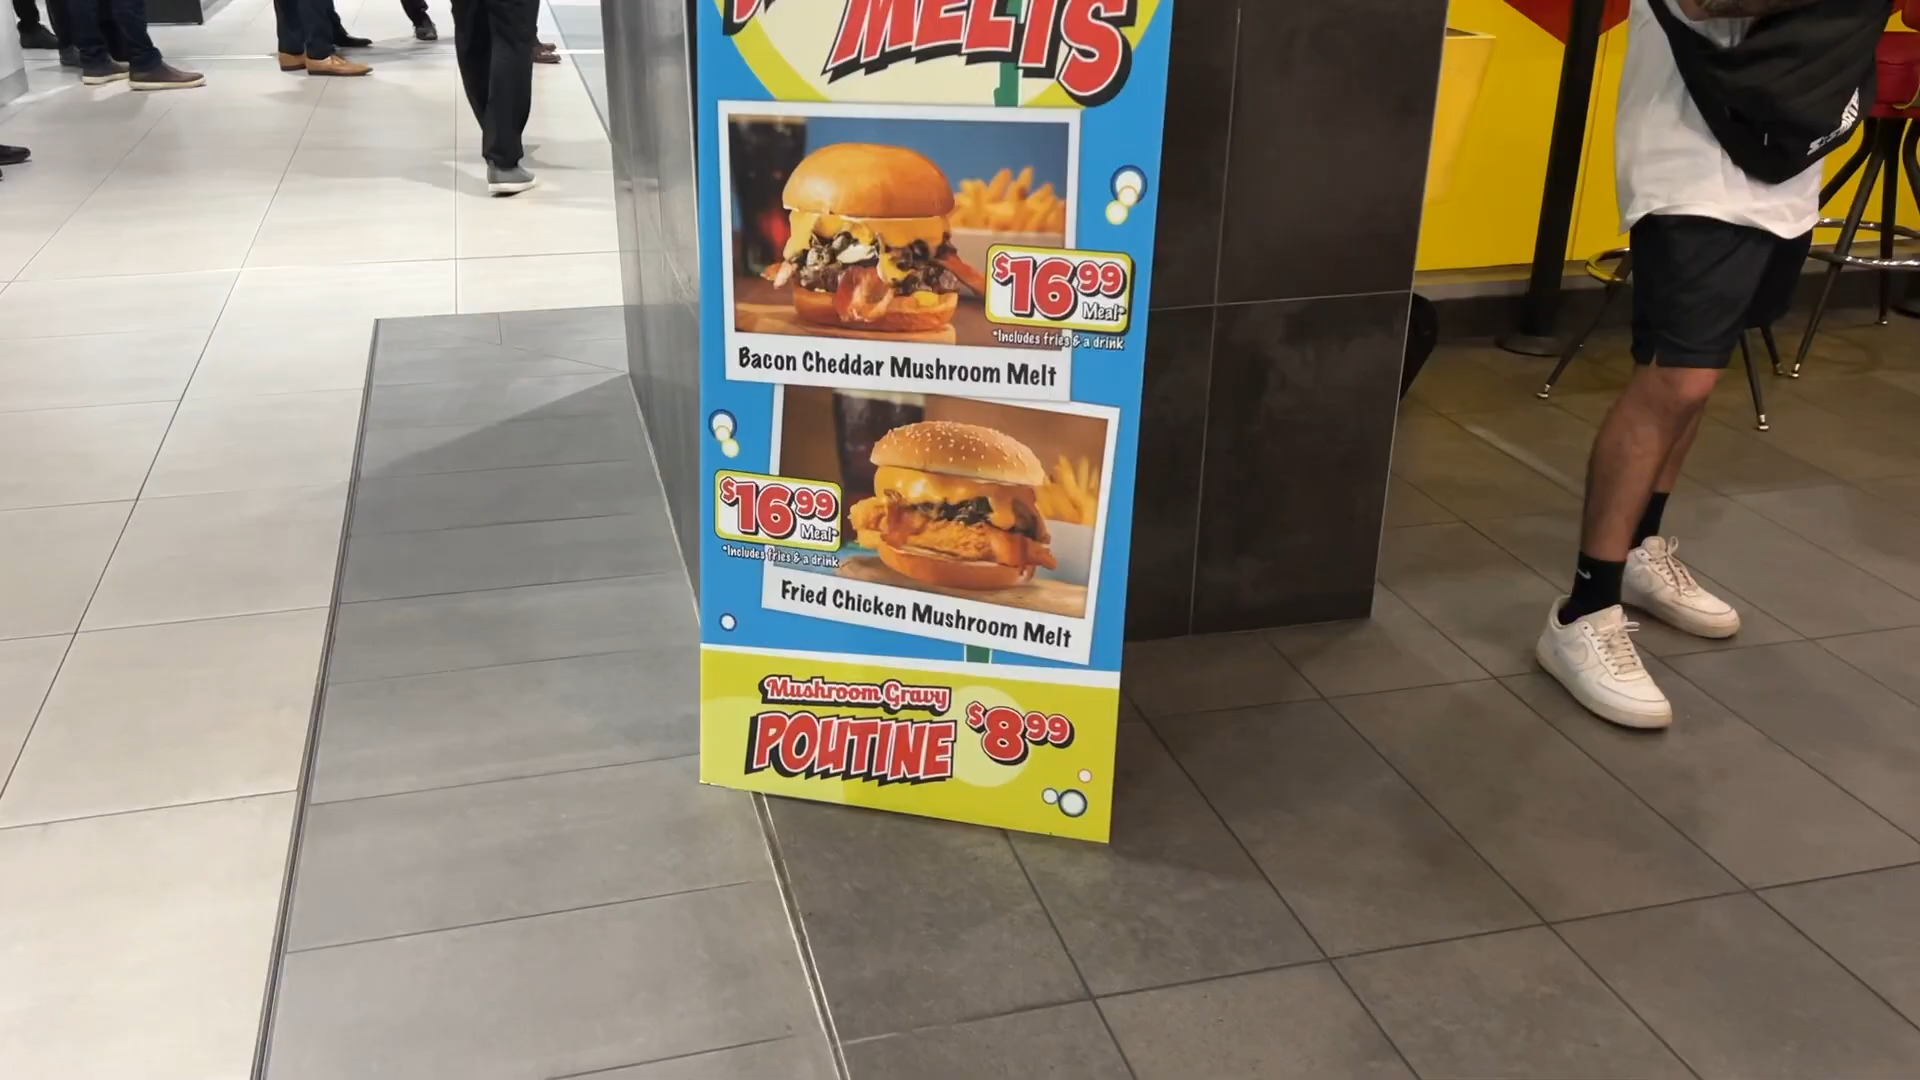 MELTS
$16.99
Meal*
*Includes fries & a drink
Bacon Cheddar Mushroom Melt
$16.99
Meal*
*Includes fries & a drink
Fried Chicken Mushroom Melt
Mushroom Gravy
POUTINE $8.99